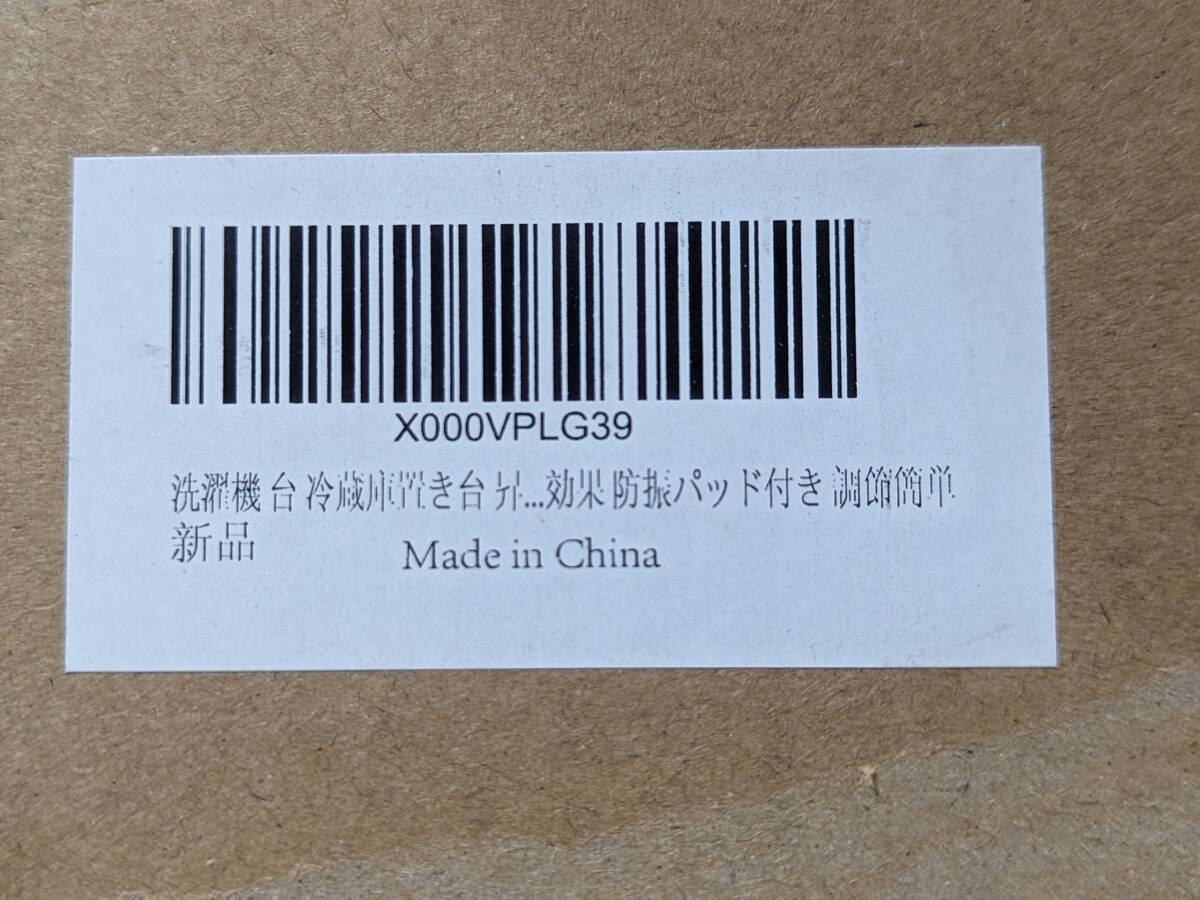 X000VPLG39
洗濯機 台 冷蔵庫置き台 昇...効果 防振パッド付き 調節簡単
新品
Made in China